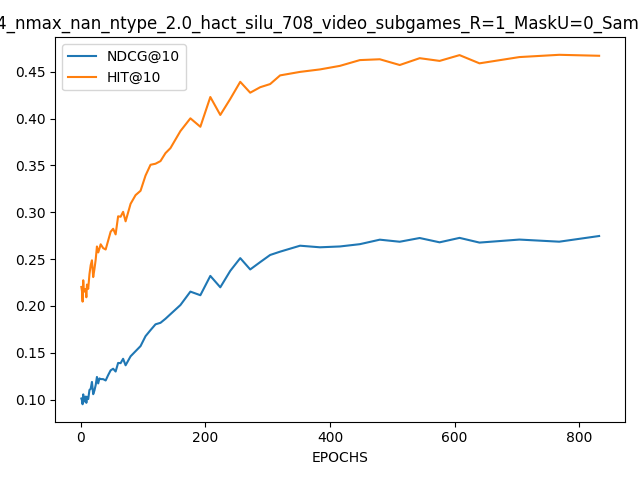 4_nmax_nan_ntype_2.0_hact_silu_708_video_subgames_R=1_MaskU=0_Sam
NDCG@10
HIT@10
0.45
0.40
0.35
0.30
0.25
0.20
0.15
0.10
0 200 400 600 800
EPOCHS